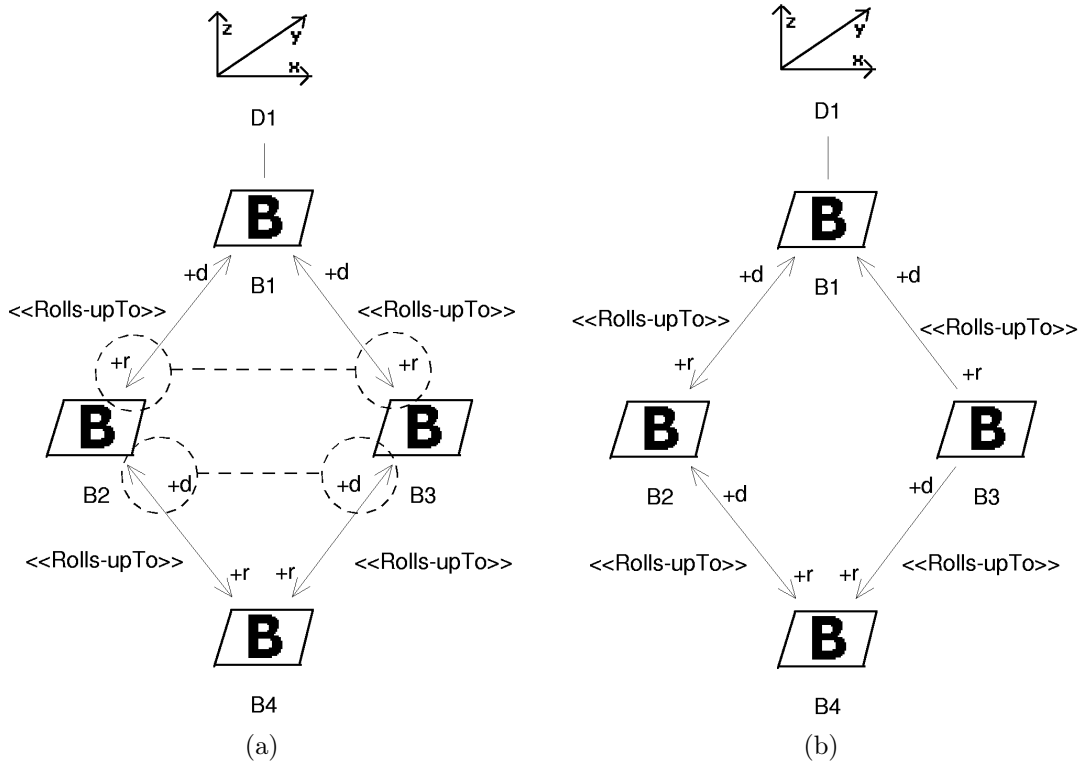 z
y
x
D1
B
B1
+d
+d
<<Rolls-upTo>>
<<Rolls-upTo>>
+r
+r
B
B
B2
B3
+d
+d
<<Rolls-upTo>>
<<Rolls-upTo>>
+r
+r
B
B4
(a)
z
y
x
D1
B
B1
+d
+d
<<Rolls-upTo>>
<<Rolls-upTo>>
+r
+r
B
B
B2
B3
+d
+d
<<Rolls-upTo>>
<<Rolls-upTo>>
+r
+r
B
B4
(b)